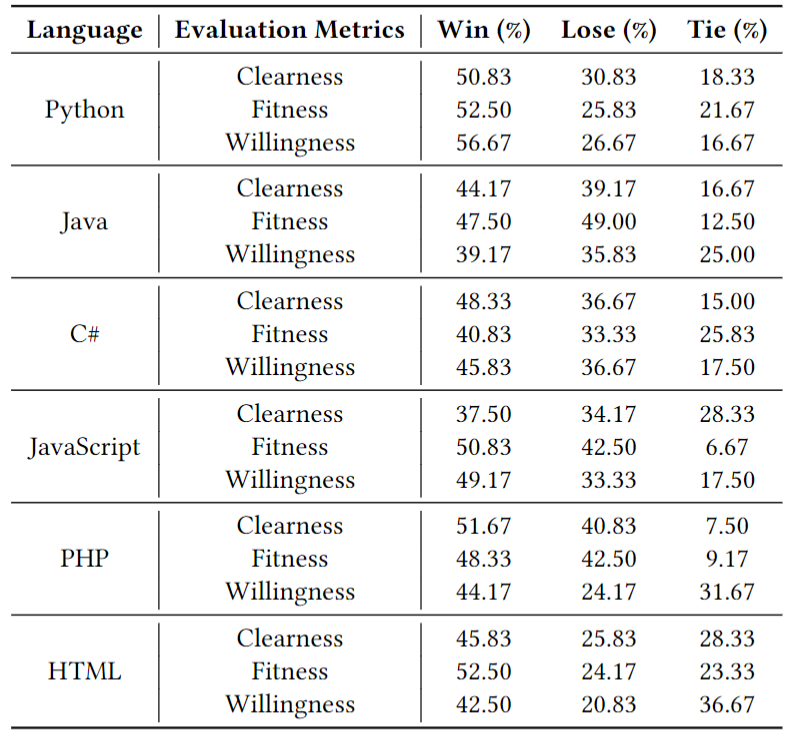 Language Evaluation Metrics Win (%) Lose (%) Tie (%)
Clearness 50.83 30.83 18.33
Python Fitness 52.50 25.83 21.67
Willingness 56.67 26.67 16.67
Clearness 44.17 39.17 16.67
Java Fitness 47.50 49.00 12.50
Willingness 39.17 35.83 25.00
Clearness 48.33 36.67 15.00
C# Fitness 40.83 33.33 25.83
Willingness 45.83 36.67 17.50
Clearness 37.50 34.17 28.33
JavaScript Fitness 50.83 42.50 6.67
Willingness 49.17 33.33 17.50
Clearness 51.67 40.83 7.50
PHP Fitness 48.33 42.50 9.17
Willingness 44.17 24.17 31.67
Clearness 45.83 25.83 28.33
HTML Fitness 52.50 24.17 23.33
Willingness 42.50 20.83 36.67